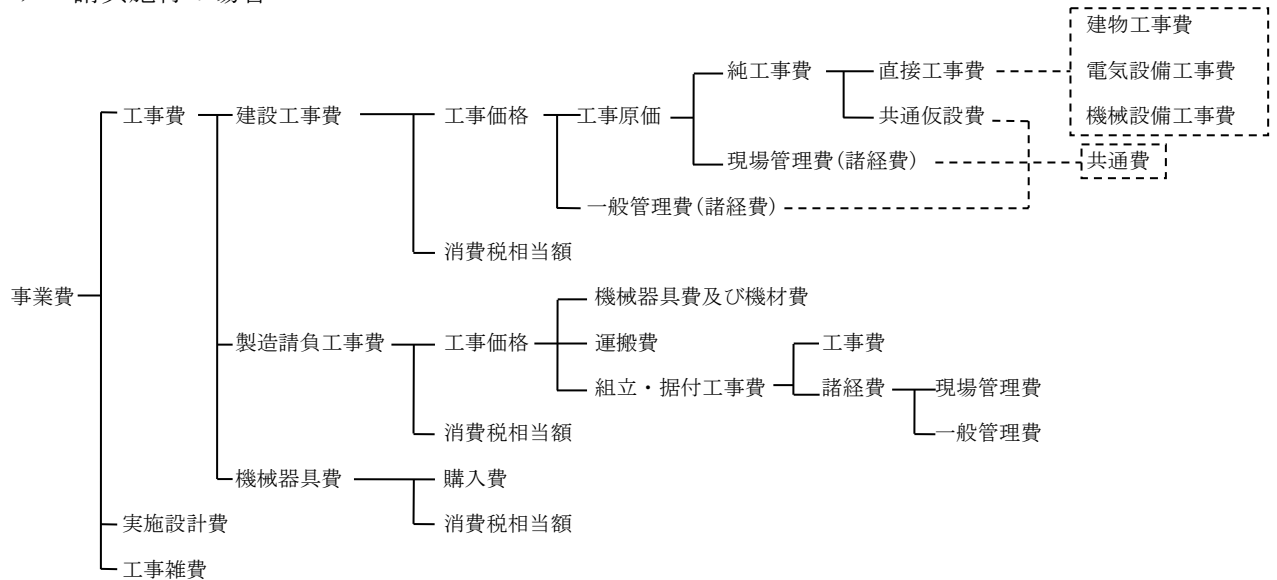 建物工事費
純工事費 直接工事費 電気設備工事費
工事費 建設工事費 工事価格 工事原価 共通仮設費 機械設備工事費
現場管理費(諸経費) 共通費
一般管理費(諸経費)
消費税相当額
事業費 機械器具費及び機材費
製造請負工事費 工事価格 運搬費 工事費
組立・据付工事費 諸経費 現場管理費
消費税相当額 一般管理費
機械器具費 購入費
実施設計費 消費税相当額
工事雑費